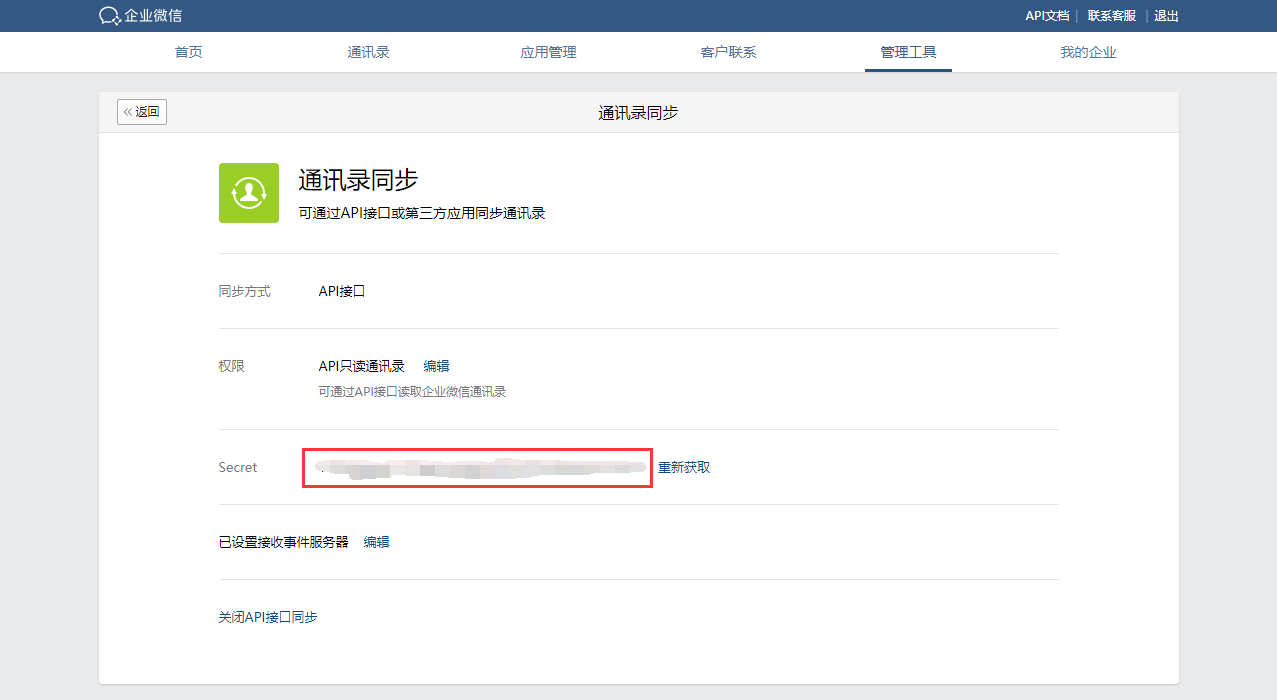 企业微信
API文档 | 联系客服 | 退出
首页 通讯录 应用管理 客户联系 管理工具 我的企业
«返回 通讯录同步
通讯录同步
可通过API接口或第三方应用同步通讯录
同步方式 API接口
权限 API只读通讯录 编辑
可通过API接口读取企业微信通讯录
Secret 重新获取
已设置接收事件服务器 编辑
关闭API接口同步